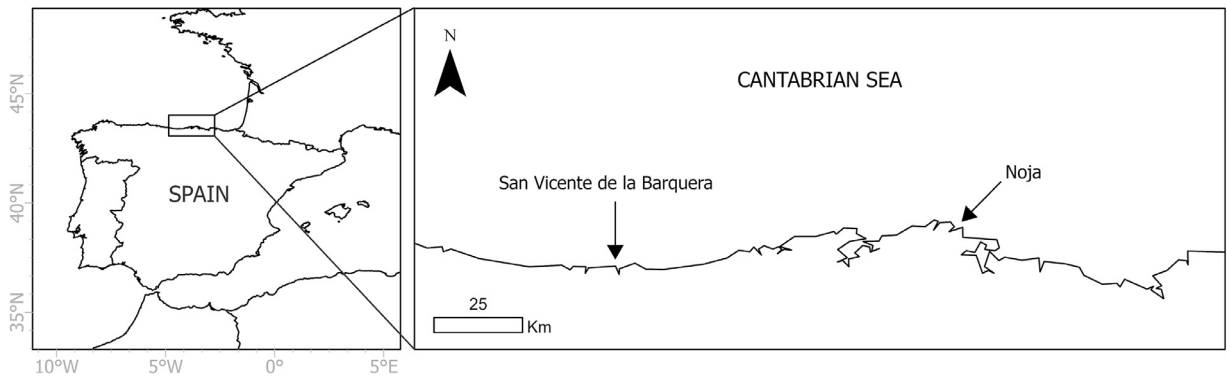 45°N
40°N
35°N
10°W
5°W
0°
5°E
SPAIN
N
CANTABRIAN SEA
San Vicente de la Barquera
Noja
25
Km